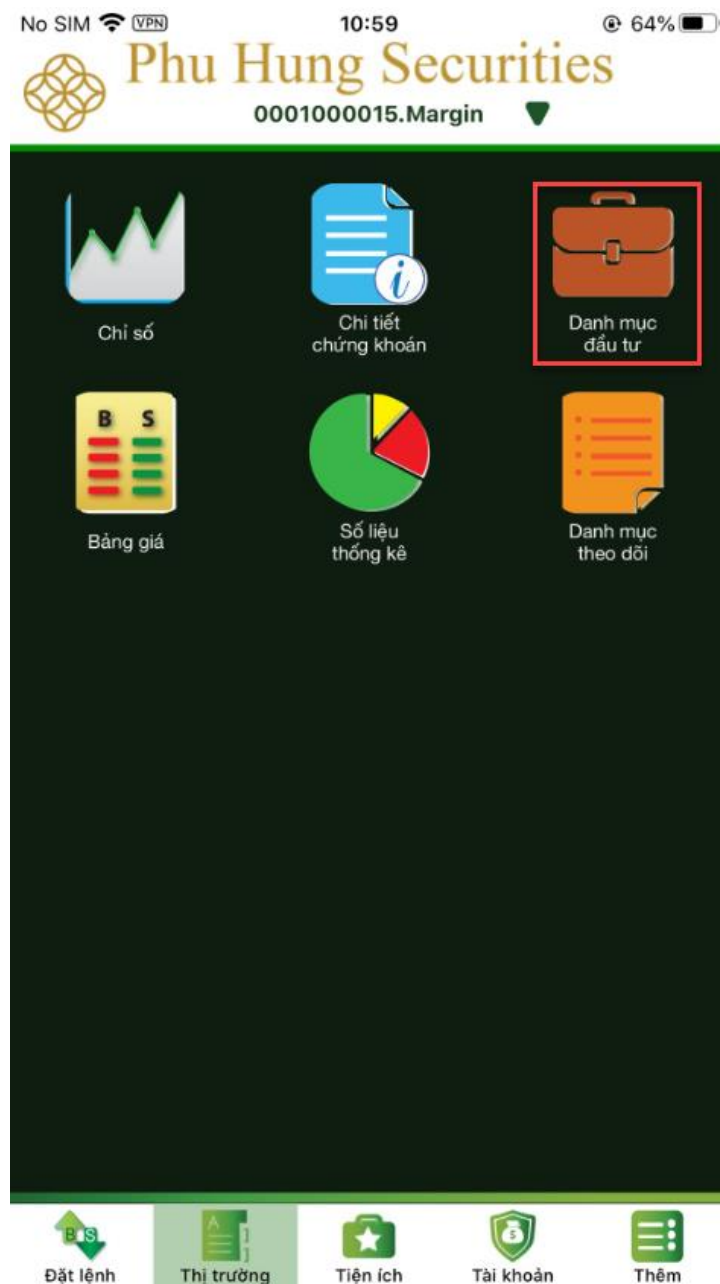 No SIM VPN 10:59 64%
Phu Hung Securities
0001000015.Margin
Chỉ số
Chi tiết
chứng khoán
Danh mục
đầu tư
B S
Bảng giá
Số liệu
thống kê
Danh mục
theo dõi
Đặt lệnh Thị trường Tiện ích Tài khoản Thêm